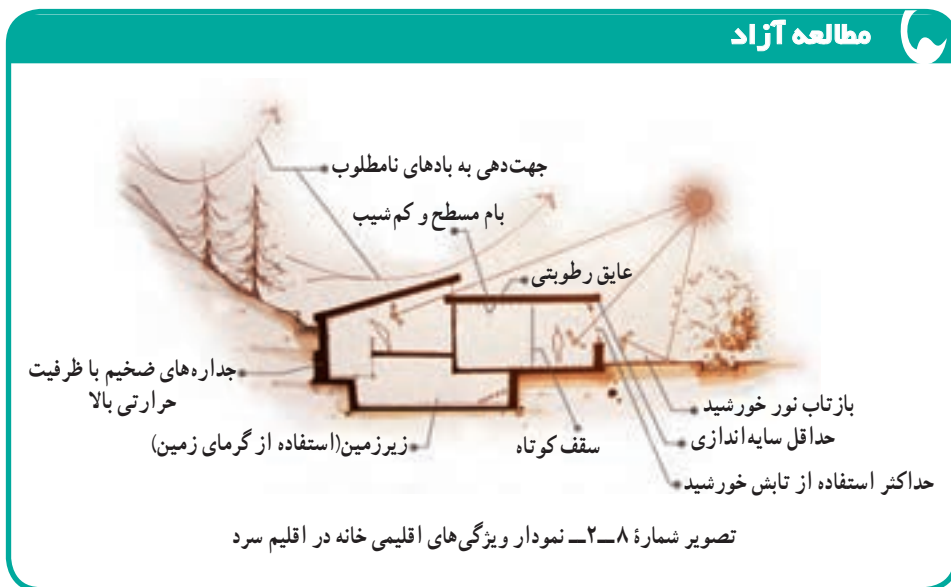 مطالعه آزاد
جهت‌دهی به بادهای نامطلوب
بام مسطح و کم‌شیب
عایق رطوبتی
جداره‌های ضخیم با ظرفیت
حرارتی بالا
زیرزمین(استفاده از گرمای زمین)
سقف کوتاه
بازتاب نور خورشید
حداقل سایه‌اندازی
حداکثر استفاده از تابش خورشید
تصویر شمارهٔ ۸ــ۲ــ نمودار ویژگی‌های اقلیمی خانه در اقلیم سرد